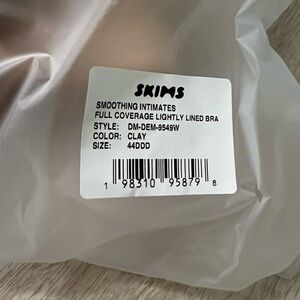 SKIMS
SMOOTHING INTIMATES
FULL COVERAGE LIGHTLY LINED BRA
STYLE: DM-DEM-9549W
COLOR: CLAY
SIZE: 44DDD
1 98310 95879 8